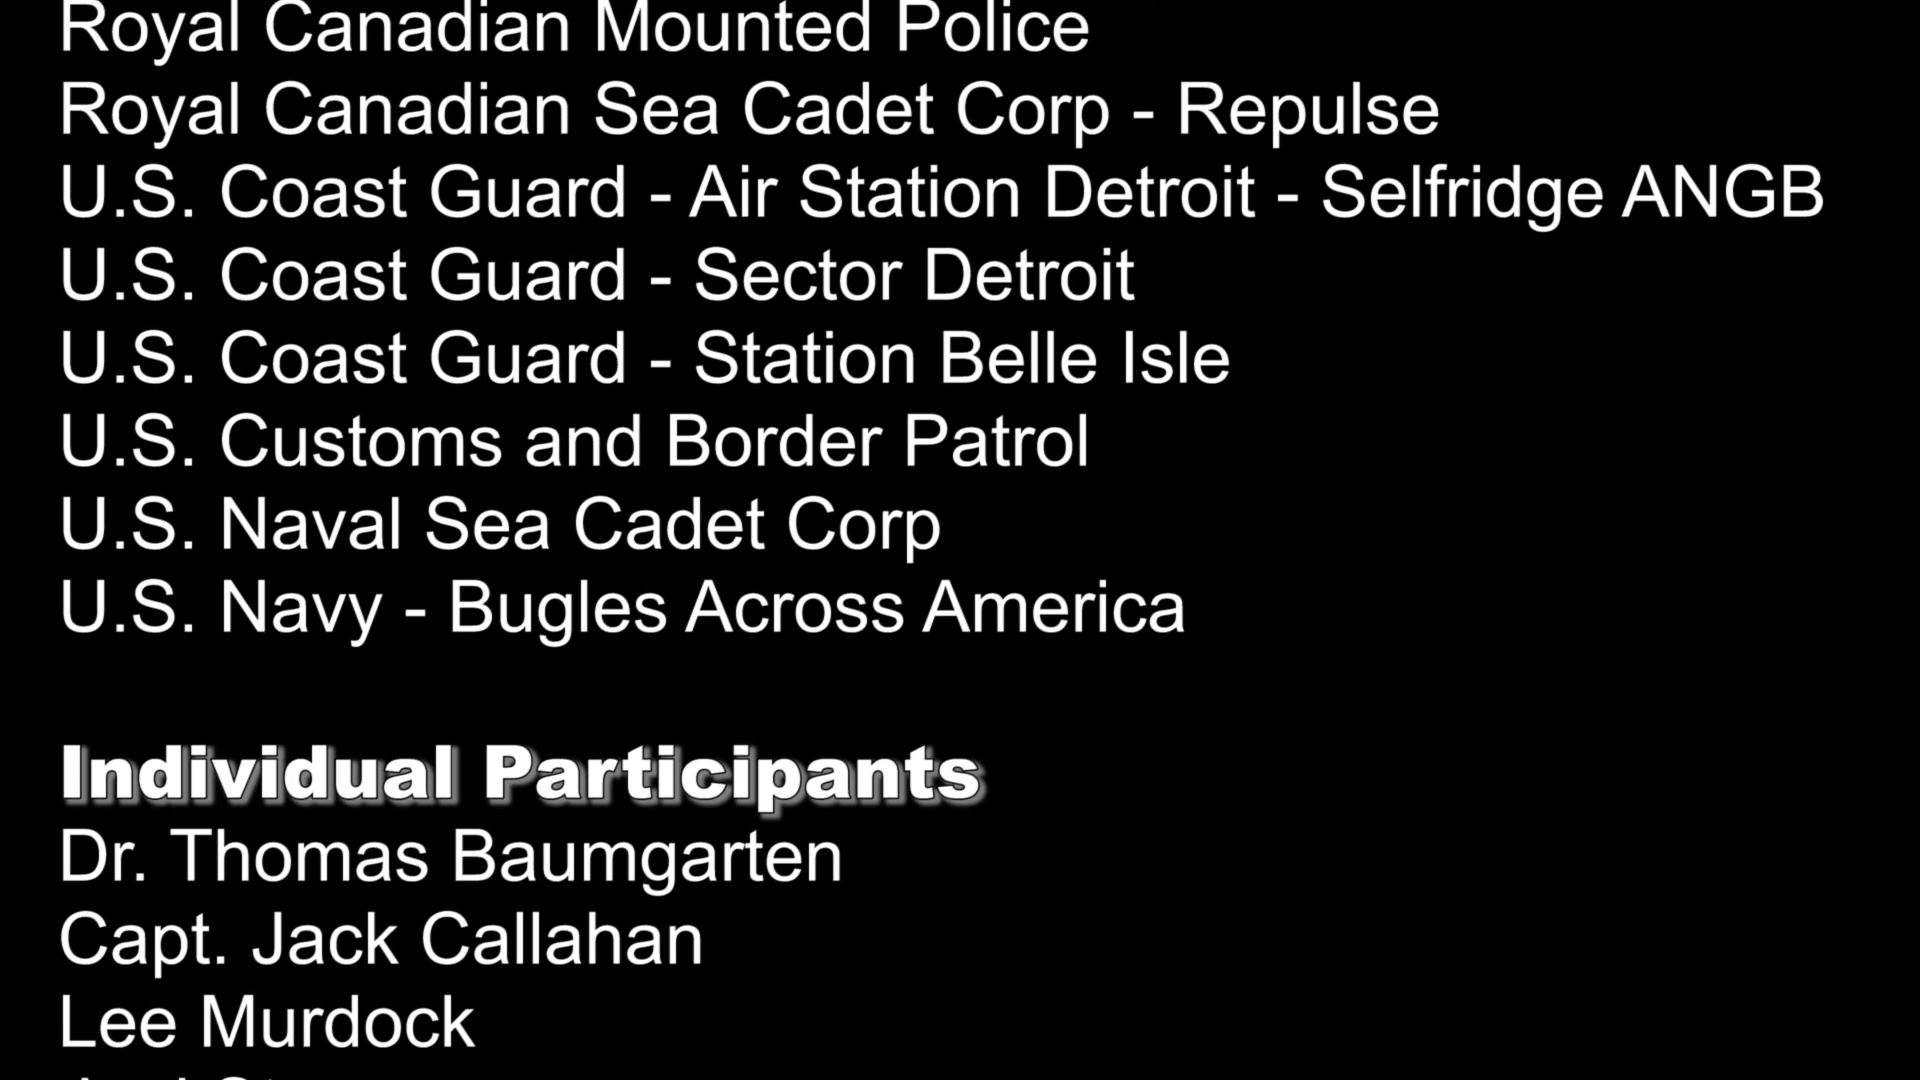 Royal Canadian Mounted Police
Royal Canadian Sea Cadet Corp - Repulse
U.S. Coast Guard - Air Station Detroit - Selfridge ANGB
U.S. Coast Guard - Sector Detroit
U.S. Coast Guard - Station Belle Isle
U.S. Customs and Border Patrol
U.S. Naval Sea Cadet Corp
U.S. Navy - Bugles Across America
Individual Participants
Dr. Thomas Baumgarten
Capt. Jack Callahan
Lee Murdock